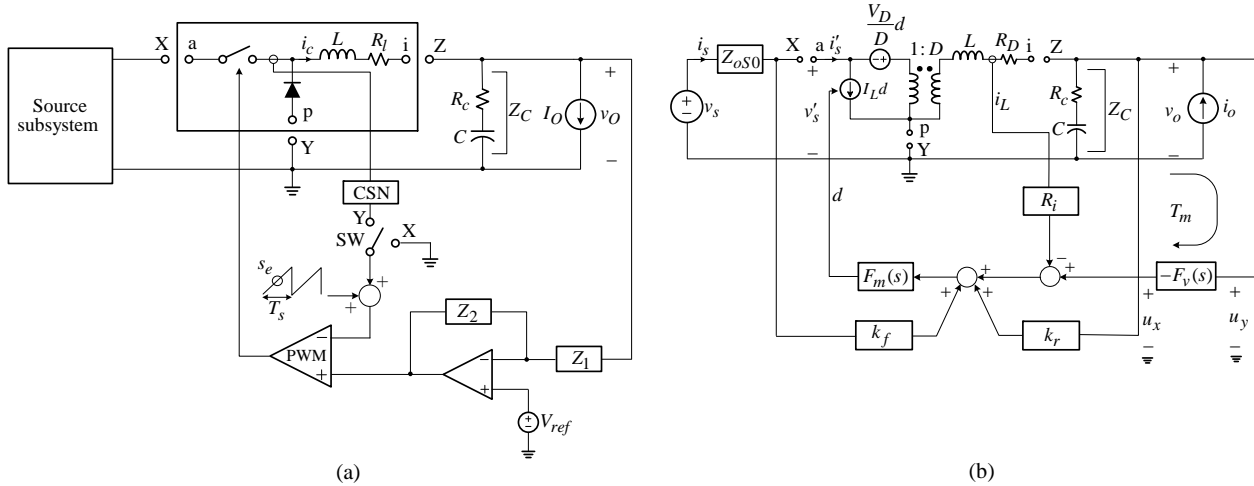 X a i_c L R_l i Z
Source
subsystem
p
Y
R_c
C
Z_C
I_O
+
v_O
−
CSN
Y
SW
X
s_e
T_s
+
+
PWM
−
+
Z_2
Z_1
−
+
+
−
V_ref
(a)
V_D
D
d
i_s
Z_oS0
X a i'_s
− +
1:D
L
R_D
i Z
+
−
v_s
+
v'_s
−
I_L d
p
Y
i_L
R_c
C
Z_C
+
v_o
−
i_o
d
R_i
T_m
F_m(s)
+
+
+
−
+
−F_v(s)
k_f
k_r
+
u_x
−
+
u_y
−
(b)